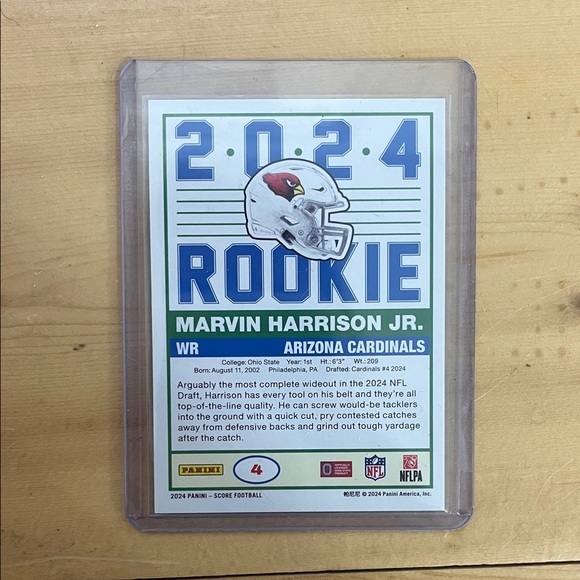 2·0·2·4
ROOKIE
MARVIN HARRISON JR.
WR ARIZONA CARDINALS
College: Ohio State Year: 1st Ht.: 6'3" Wt.: 209
Born: August 11, 2002 Philadelphia, PA Drafted: Cardinals #4 2024
Arguably the most complete wideout in the 2024 NFL
Draft, Harrison has every tool on his belt and they're all
top-of-the-line quality. He can screw would-be tacklers
into the ground with a quick cut, pry contested catches
away from defensive backs and grind out tough yardage
after the catch.
PANINI 4 NFL NFLPA
2024 PANINI – SCORE FOOTBALL 帕尼尼 © 2024 Panini America, Inc.